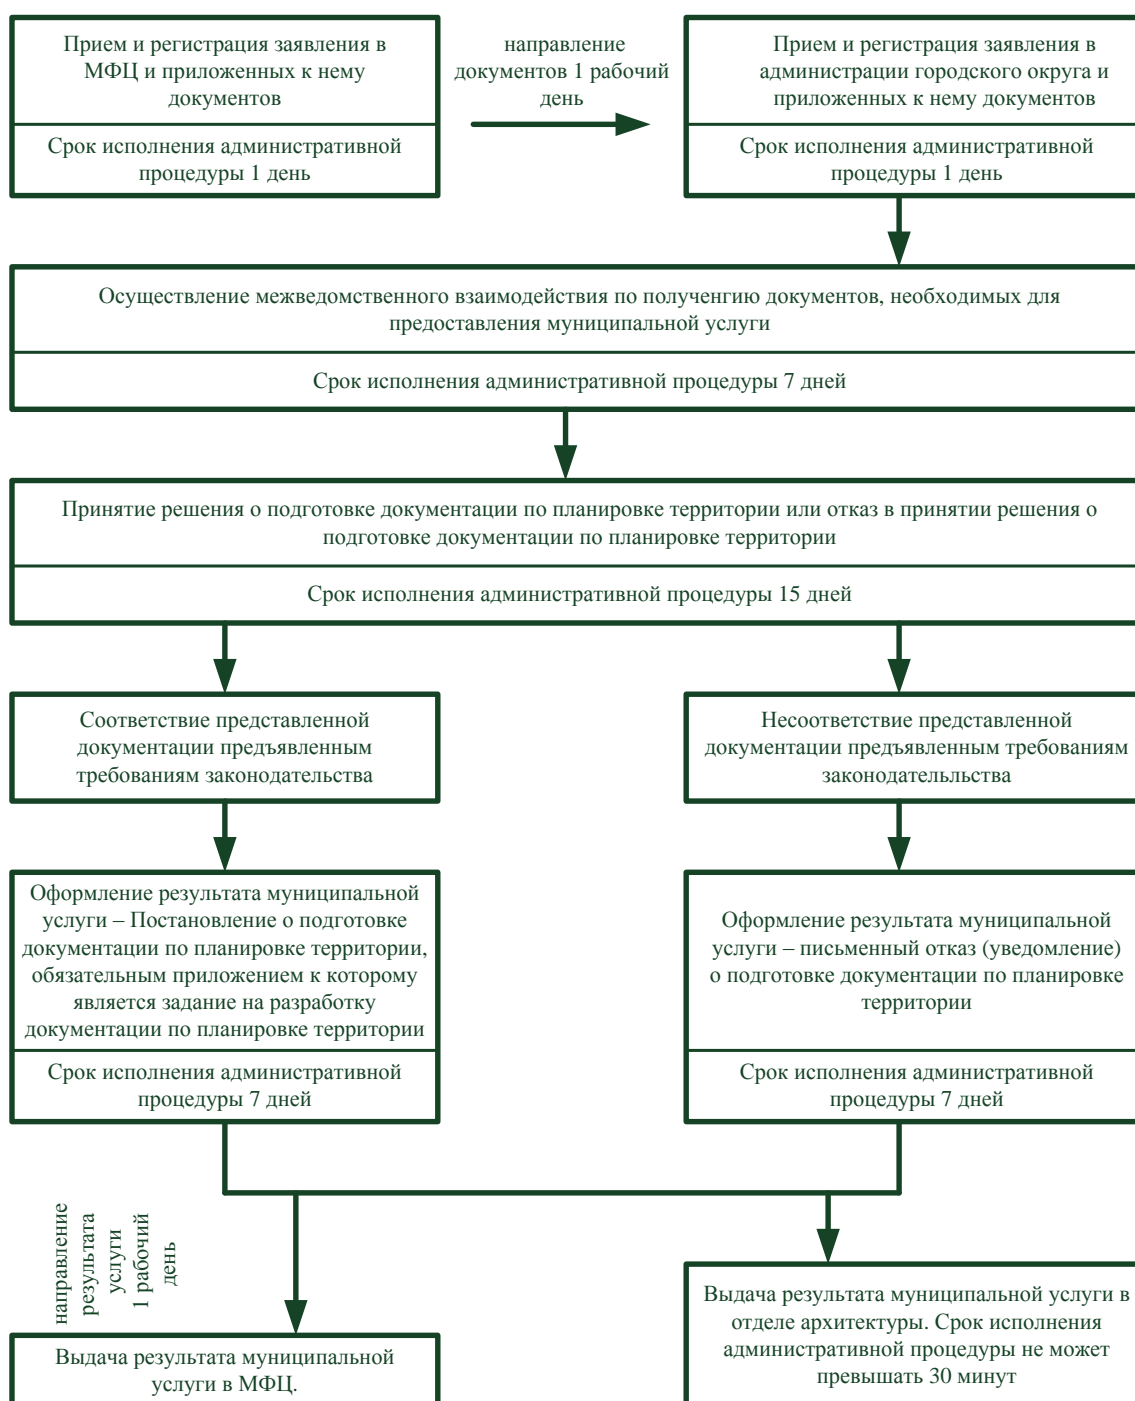 Прием и регистрация заявления в
МФЦ и приложенных к нему
документов
Срок исполнения административной
процедуры 1 день
направление
документов 1 рабочий
день
Прием и регистрация заявления в
администрации городского округа и
приложенных к нему документов
Срок исполнения административной
процедуры 1 день
Осуществление межведомственного взаимодействия по полученгию документов, необходимых для
предоставления муниципальной услуги
Срок исполнения административной процедуры 7 дней
Принятие решения о подготовке документации по планировке территории или отказ в принятии решения о
подготовке документации по планировке территории
Срок исполнения административной процедуры 15 дней
Соответствие представленной
документации предъявленным
требованиям законодательства
Несоответствие представленной
документации предъявленным требованиям
законодателььства
Оформление результата муниципальной
услуги – Постановление о подготовке
документации по планировке территории,
обязательным приложением к которому
является задание на разработку
документации по планировке территории
Срок исполнения административной
процедуры 7 дней
Оформление результата муниципальной
услуги – письменный отказ (уведомление)
о подготовке документации по планировке
территории
Срок исполнения административной
процедуры 7 дней
направление
результата
услуги
1 рабочий
день
Выдача результата муниципальной
услуги в МФЦ.
Выдача результата муниципальной услуги в
отделе архитектуры. Срок исполнения
административной процедуры не может
превышать 30 минут